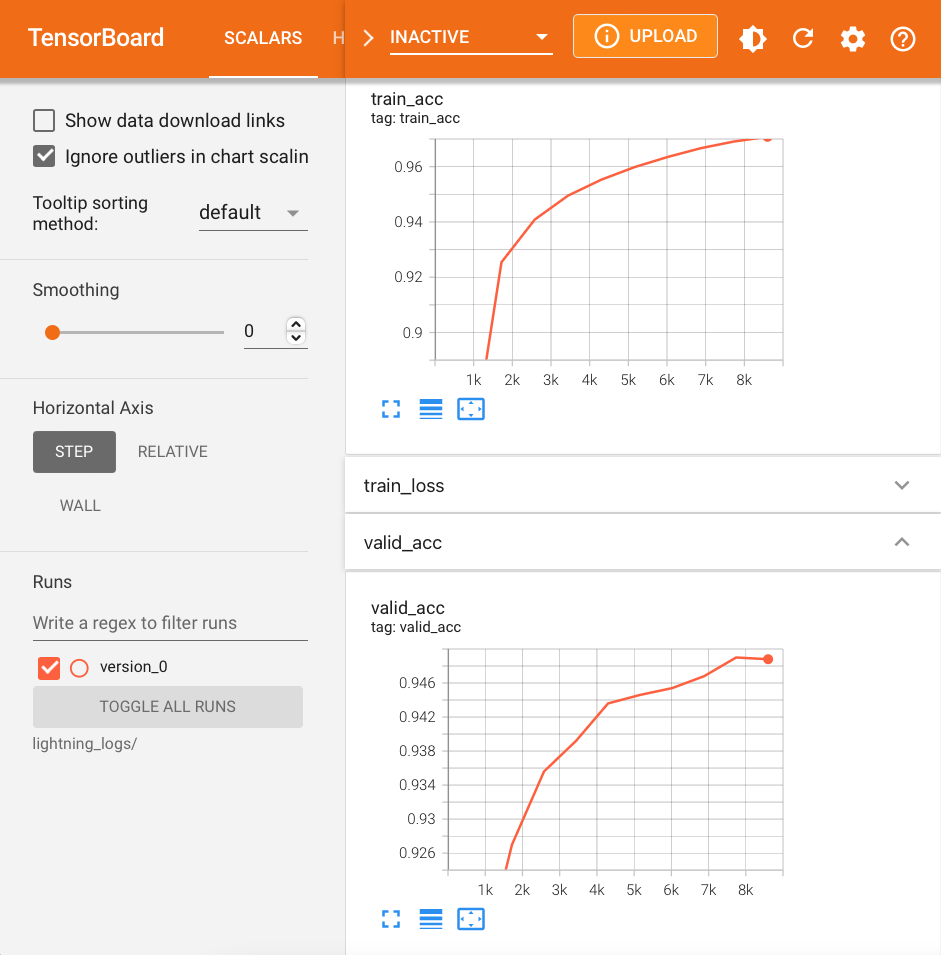 TensorBoard
SCALARS
INACTIVE
UPLOAD
Show data download links
Ignore outliers in chart scalin
Tooltip sorting
method:
default
Smoothing
0
Horizontal Axis
STEP
RELATIVE
WALL
Runs
Write a regex to filter runs
version_0
TOGGLE ALL RUNS
lightning_logs/
train_acc
tag: train_acc
0.96
0.94
0.92
0.9
1k 2k 3k 4k 5k 6k 7k 8k
train_loss
valid_acc
valid_acc
tag: valid_acc
0.946
0.942
0.938
0.934
0.93
0.926
1k 2k 3k 4k 5k 6k 7k 8k